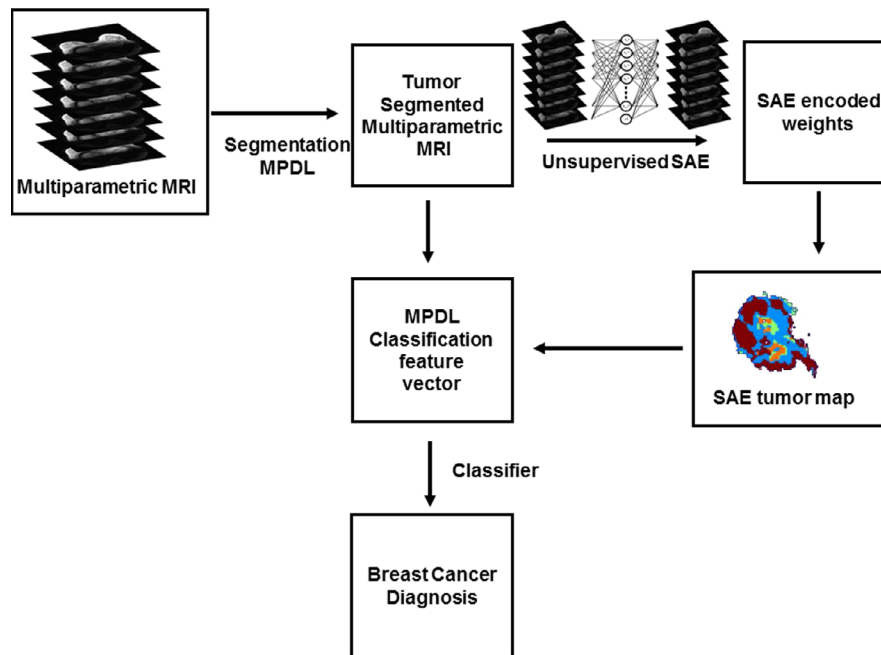 Multiparametric MRI
Segmentation
MPDL
Tumor
Segmented
Multiparametric
MRI
Unsupervised SAE
SAE encoded
weights
MPDL
Classification
feature
vector
SAE tumor map
Classifier
Breast Cancer
Diagnosis